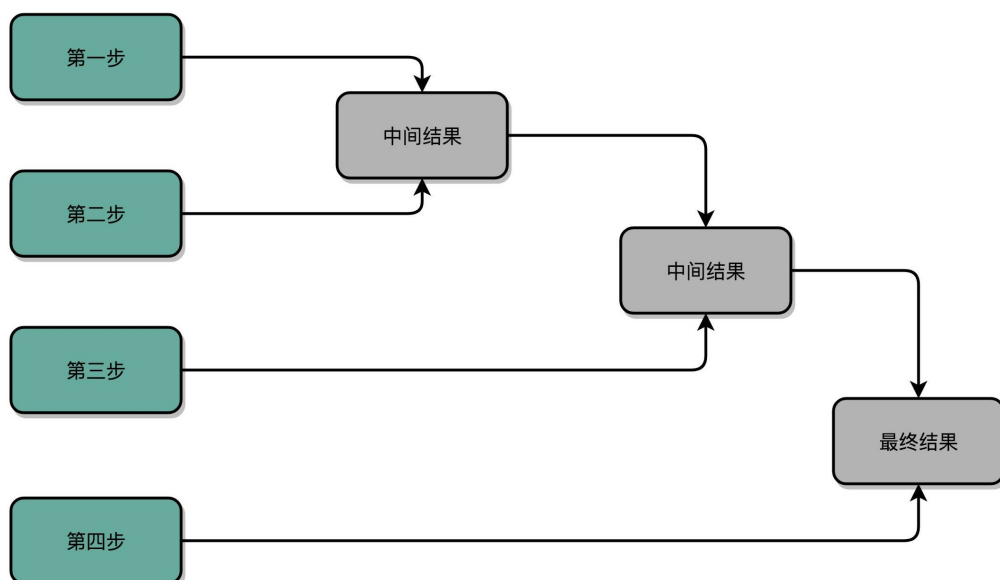 第一步
中间结果
第二步
中间结果
第三步
最终结果
第四步